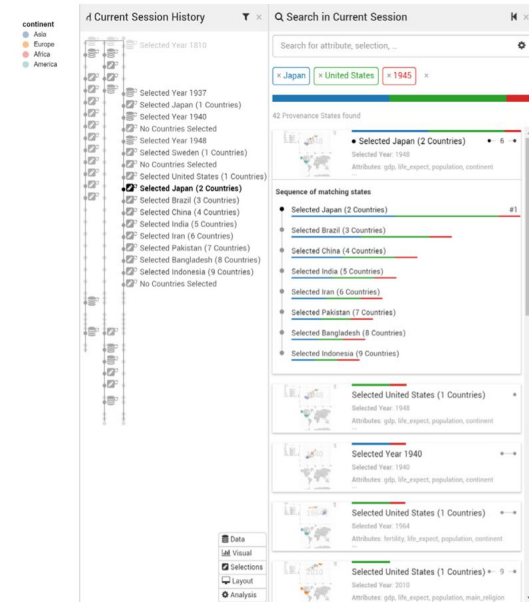 continent
Asia
Europe
Africa
America
Current Session History
Selected Year 1810
Selected Year 1937
Selected Japan (1 Countries)
Selected Year 1940
No Countries Selected
Selected Year 1948
Selected Sweden (1 Countries)
No Countries Selected
Selected United States (1 Countries)
Selected Japan (2 Countries)
Selected Brazil (3 Countries)
Selected China (4 Countries)
Selected India (5 Countries)
Selected Iran (6 Countries)
Selected Pakistan (7 Countries)
Selected Bangladesh (8 Countries)
Selected Indonesia (9 Countries)
No Countries Selected
Data
Visual
Selections
Layout
Analysis
Search in Current Session
Search for attribute, selection, ...
× Japan × United States × 1945 ×
42 Provenance States found
Selected Japan (2 Countries) 6
Selected Year: 1948
Attributes: gdp, life_expect, population, continent
Sequence of matching states
Selected Japan (2 Countries) #1
Selected Brazil (3 Countries)
Selected China (4 Countries)
Selected India (5 Countries)
Selected Iran (6 Countries)
Selected Pakistan (7 Countries)
Selected Bangladesh (8 Countries)
Selected Indonesia (9 Countries)
Selected United States (1 Countries)
Selected Year: 1948
Attributes: gdp, life_expect, population, continent
Selected Year 1940
Selected Year: 1940
Attributes: gdp, life_expect, population, continent
Selected United States (1 Countries)
Selected Year: 1964
Attributes: fertility, life_expect, population, continent
Selected United States (1 Countries) 9
Selected Year: 2010
Attributes: gdp, life_expect, population, main_religion